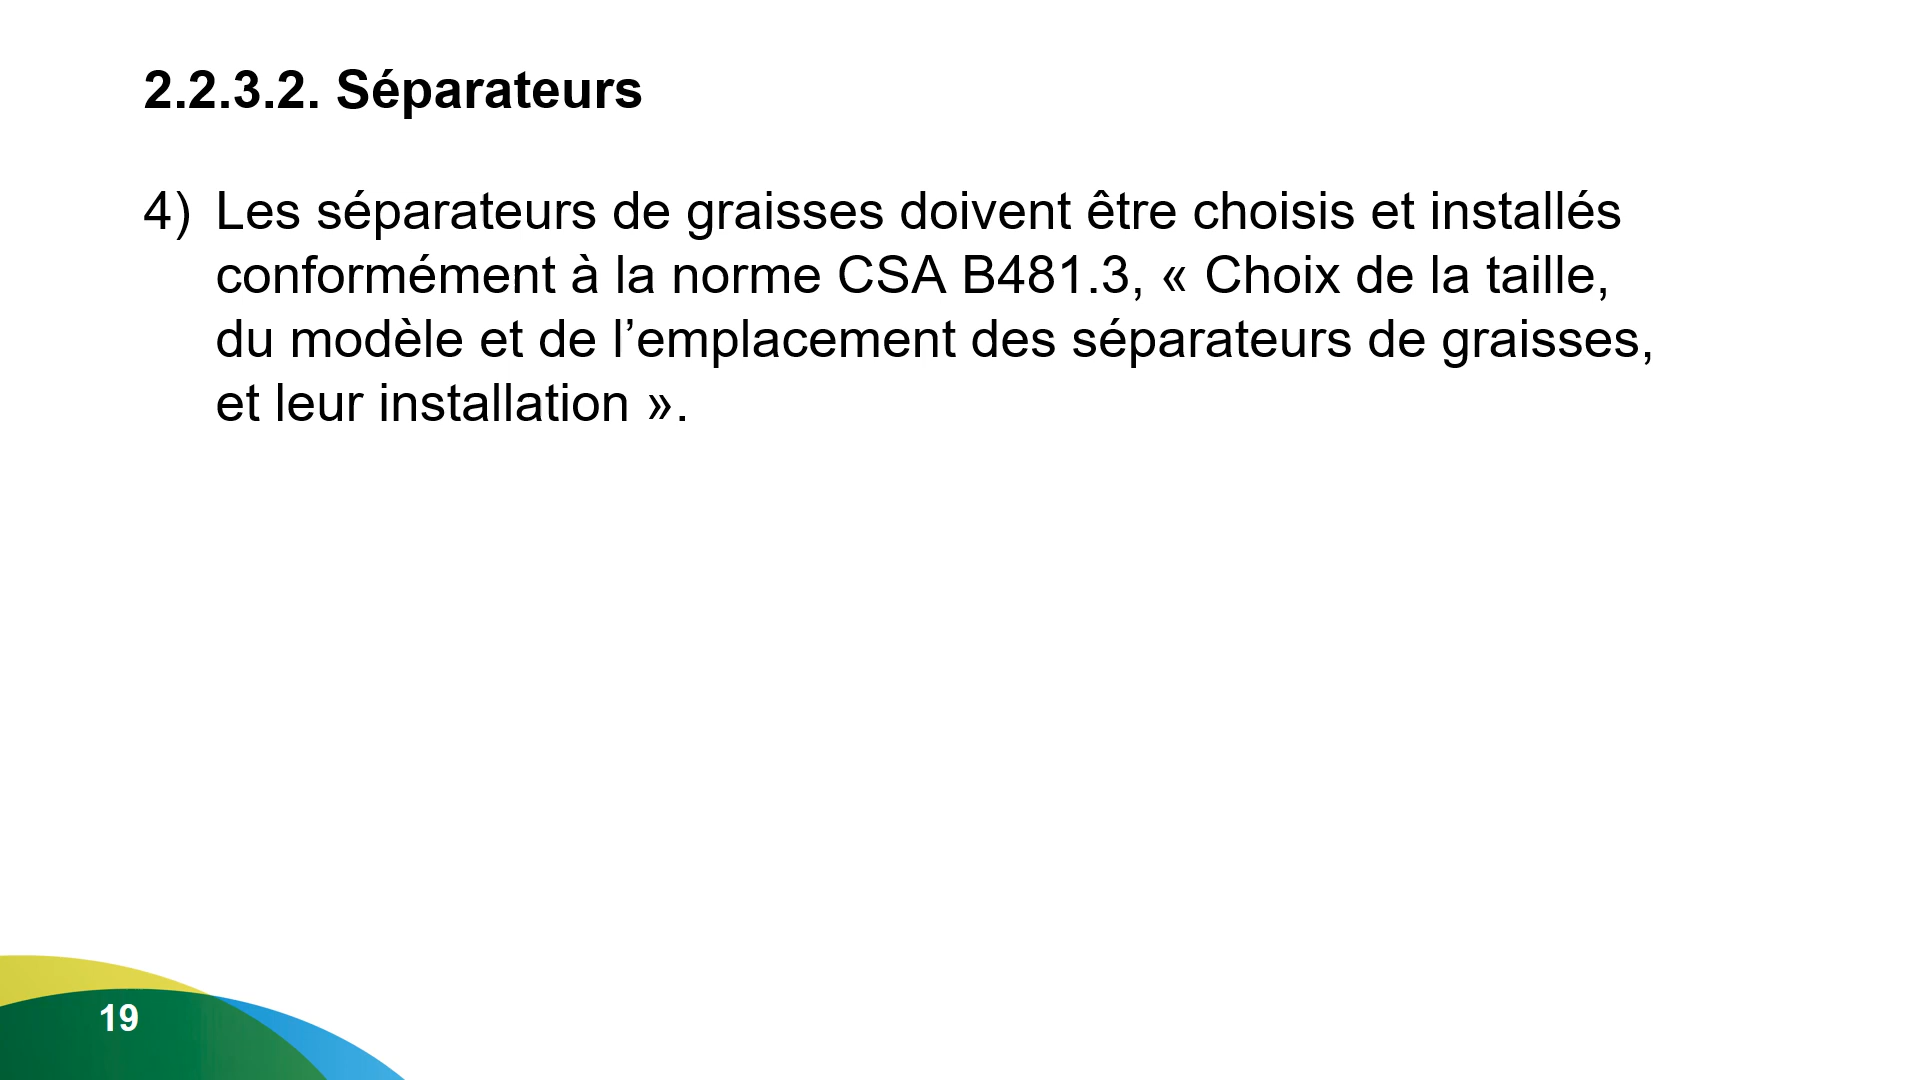 2.2.3.2. Séparateurs
4) Les séparateurs de graisses doivent être choisis et installés
conformément à la norme CSA B481.3, « Choix de la taille,
du modèle et de l’emplacement des séparateurs de graisses,
et leur installation ».
19